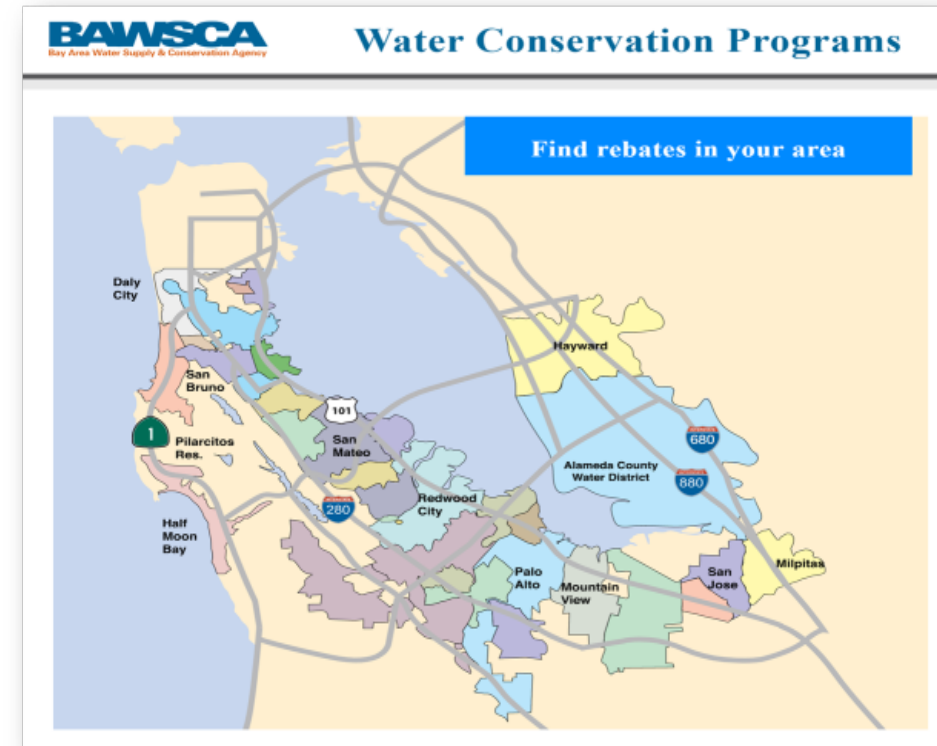 BAWSCA
Bay Area Water Supply & Conservation Agency
Water Conservation Programs
Find rebates in your area
Daly
City
Hayward
San
Bruno
101
1
Pilarcitos
Res.
San
Mateo
680
Alameda County
Water District
880
Redwood
City
280
Half
Moon
Bay
Palo
Alto
Mountain
View
San
Jose
Milpitas